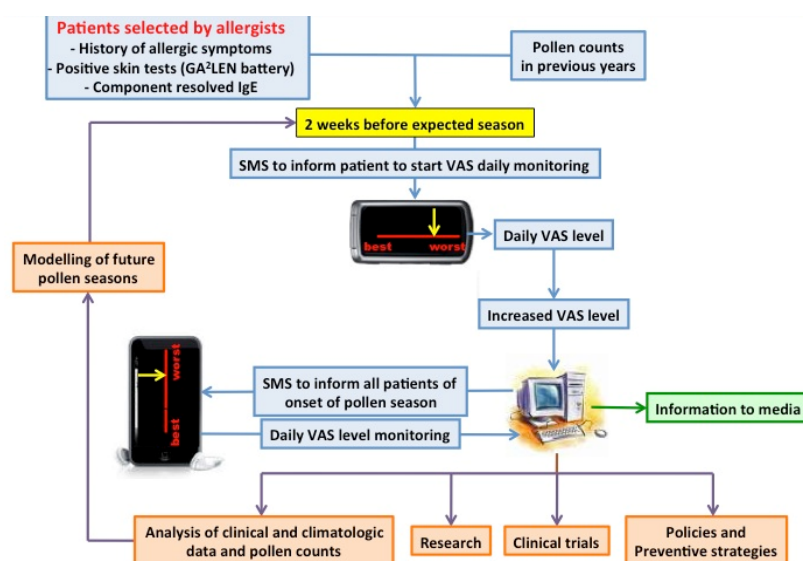 Patients selected by allergists
- History of allergic symptoms
- Positive skin tests (GA²LEN battery)
- Component resolved IgE
Pollen counts
in previous years
2 weeks before expected season
SMS to inform patient to start VAS daily monitoring
best worst
Daily VAS level
Modelling of future
pollen seasons
Increased VAS level
worst
best
SMS to inform all patients of
onset of pollen season
Information to media
Daily VAS level monitoring
Analysis of clinical and climatologic
data and pollen counts
Research
Clinical trials
Policies and
Preventive strategies